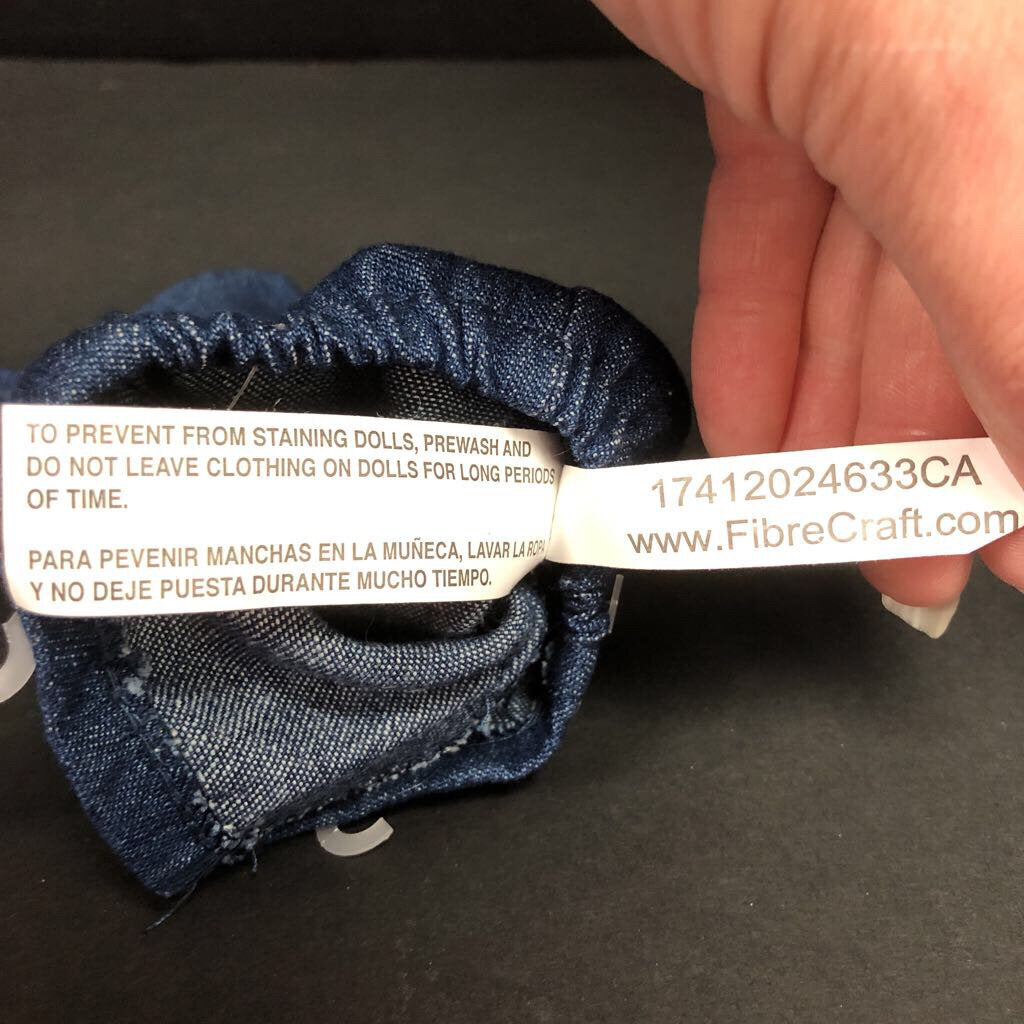 TO PREVENT FROM STAINING DOLLS, PREWASH AND
DO NOT LEAVE CLOTHING ON DOLLS FOR LONG PERIODS
OF TIME.
PARA PEVENIR MANCHAS EN LA MUÑECA, LAVAR LA ROPA
Y NO DEJE PUESTA DURANTE MUCHO TIEMPO.
17412024633CA
www.FibreCraft.com